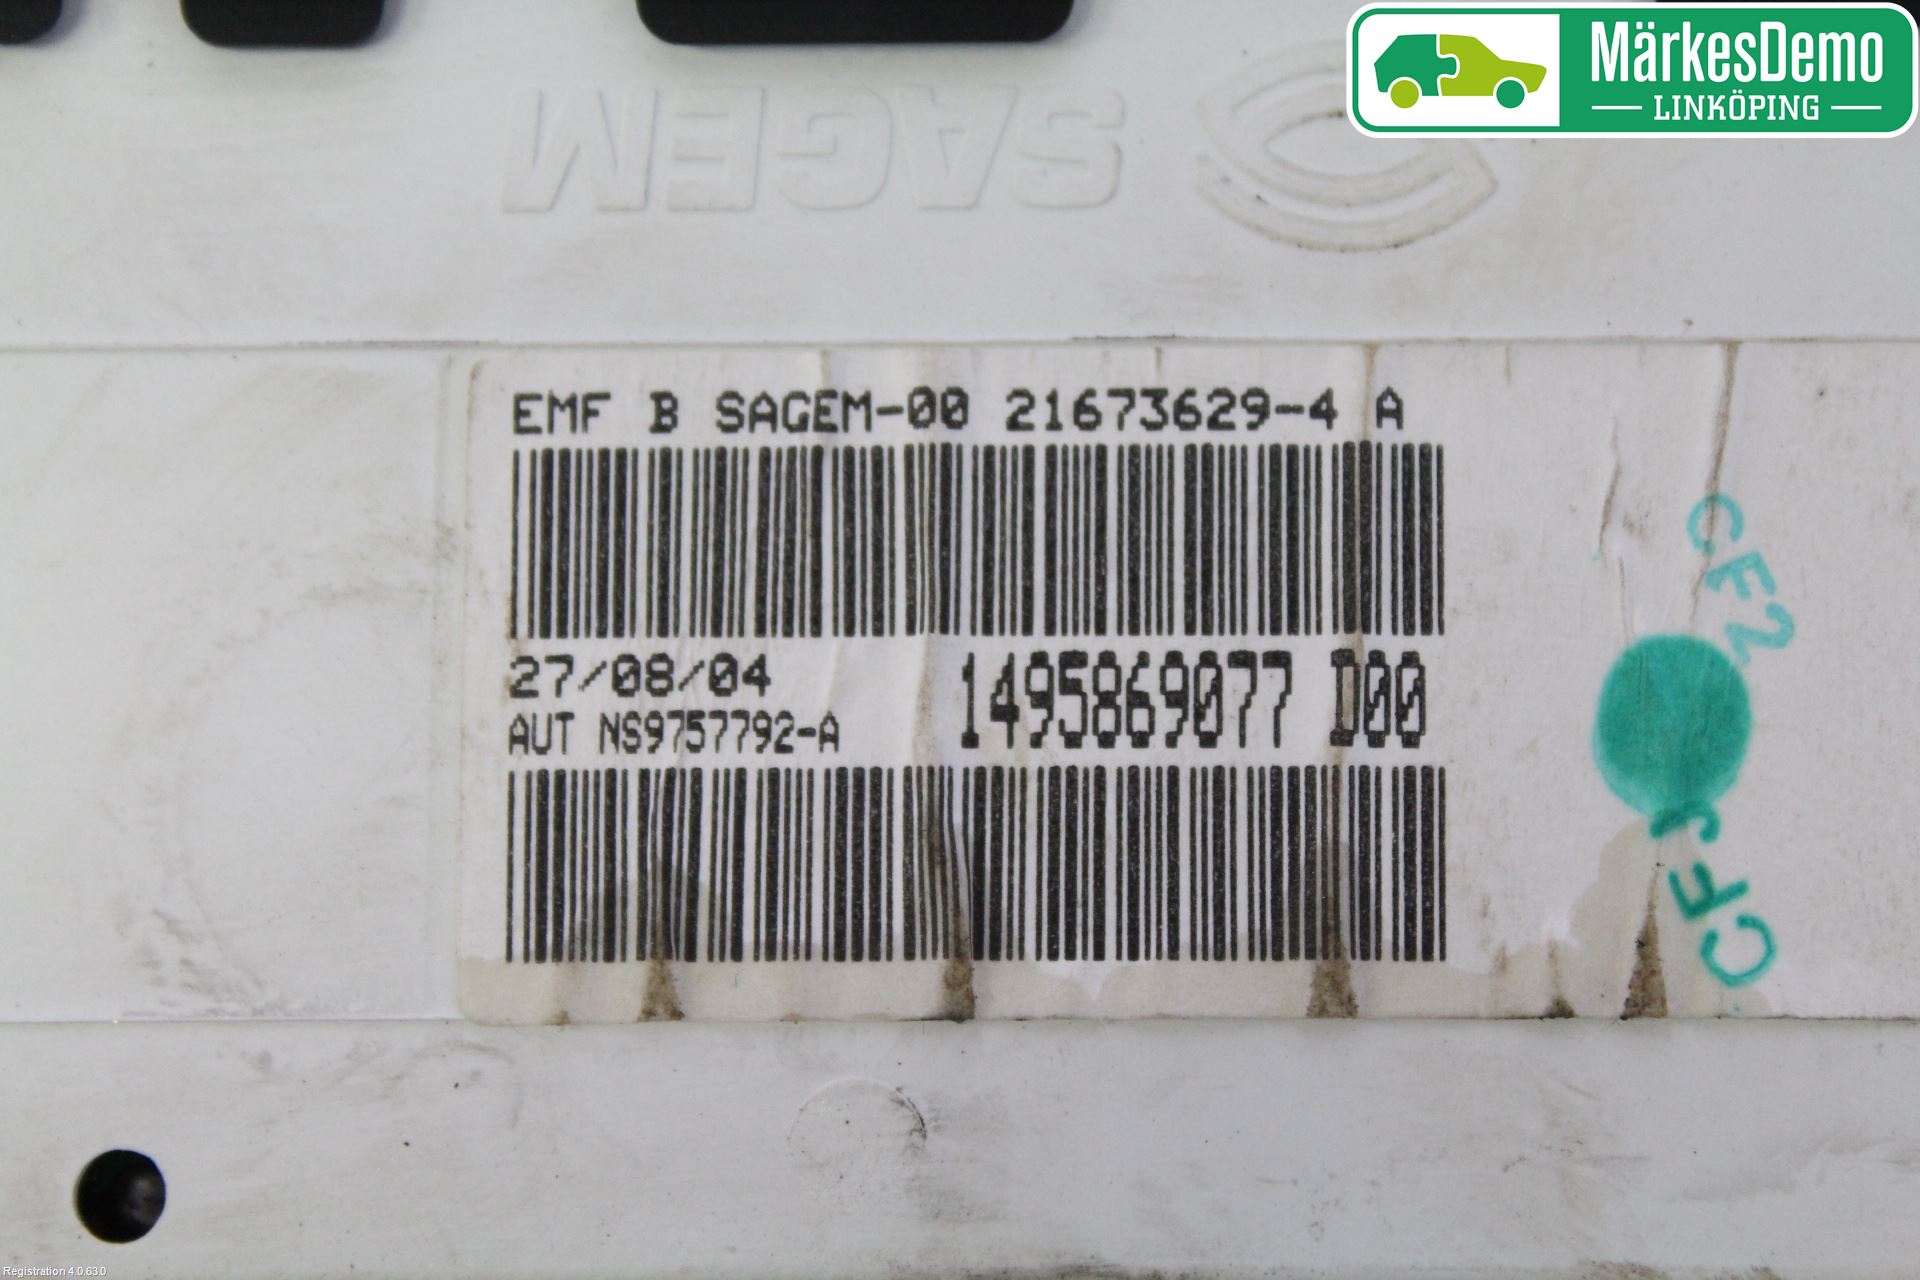 MärkesDemo
LINKÖPING
SAGEM
EMF B SAGEM-00 21673629-4 A
27/08/04
1495869077 D00
AUT NS9757792-A
CF2
CF3
Registration 4.0.63.0